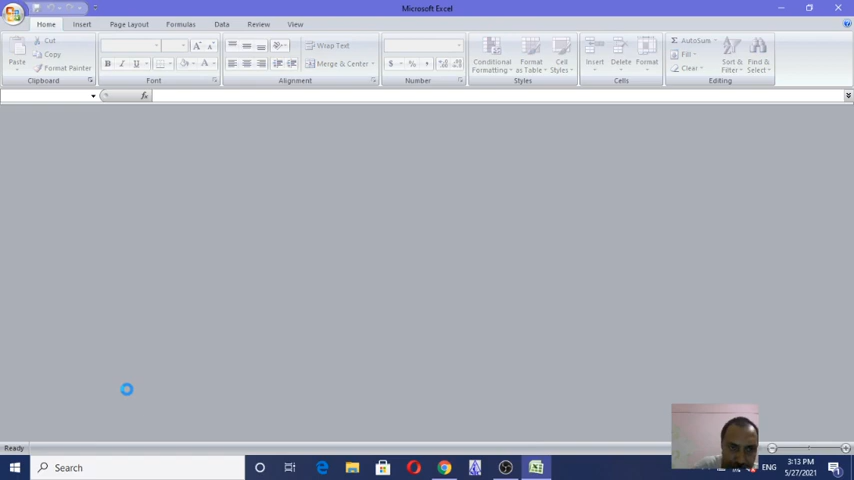 Microsoft Excel
Home Insert Page Layout Formulas Data Review View
Paste Cut Copy Format Painter Clipboard
B I U A A A Font
Wrap Text Merge & Center Alignment
$ % , Number
Conditional Formatting Format as Table Cell Styles Styles
Insert Delete Format Cells
Σ AutoSum Fill Clear Sort & Filter Find & Select Editing
fx
Ready
Search
ENG 3:13 PM
5/27/2021